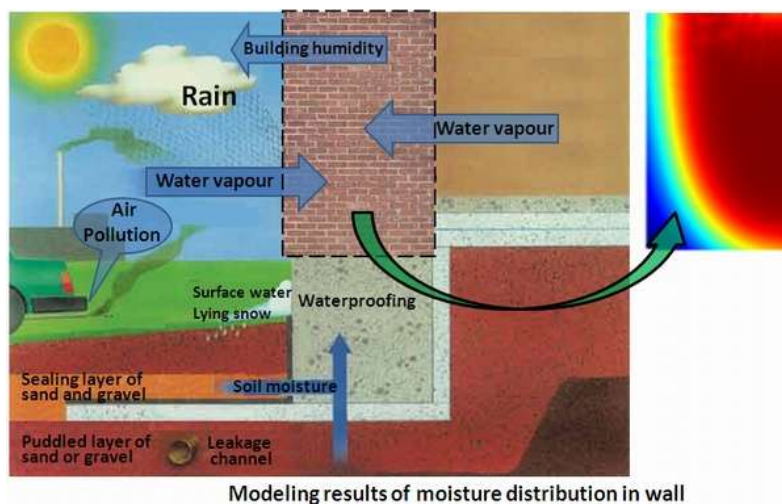 Building humidity
Rain
Water vapour
Water vapour
Air
Pollution
Surface water
Lying snow
Waterproofing
Sealing layer of
sand and gravel
Soil moisture
Puddled layer of
sand or gravel
Leakage
channel
Modeling results of moisture distribution in wall